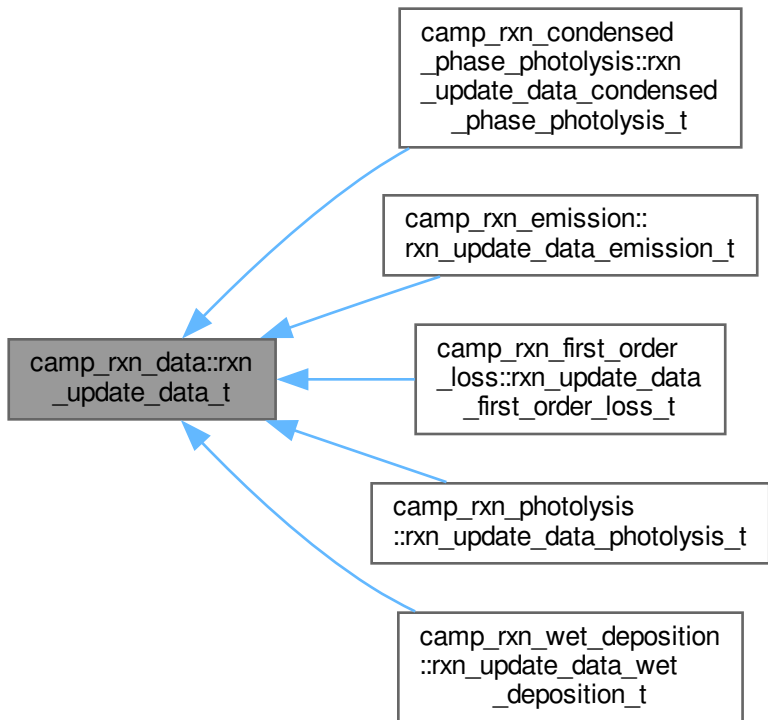 camp_rxn_condensed
_phase_photolysis::rxn
_update_data_condensed
_phase_photolysis_t
camp_rxn_emission::
rxn_update_data_emission_t
camp_rxn_data::rxn
_update_data_t
camp_rxn_first_order
_loss::rxn_update_data
_first_order_loss_t
camp_rxn_photolysis
::rxn_update_data_photolysis_t
camp_rxn_wet_deposition
::rxn_update_data_wet
_deposition_t